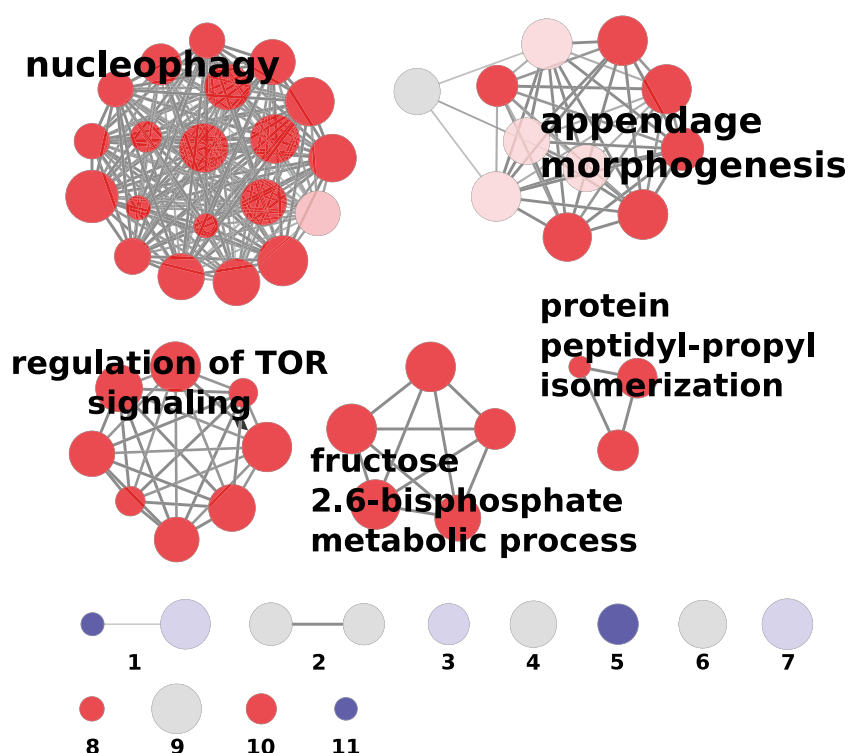 nucleophagy
appendage
morphogenesis
regulation of TOR
signaling
fructose
2.6-bisphosphate
metabolic process
protein
peptidyl-propyl
isomerization
1
2
3
4
5
6
7
8
9
10
11